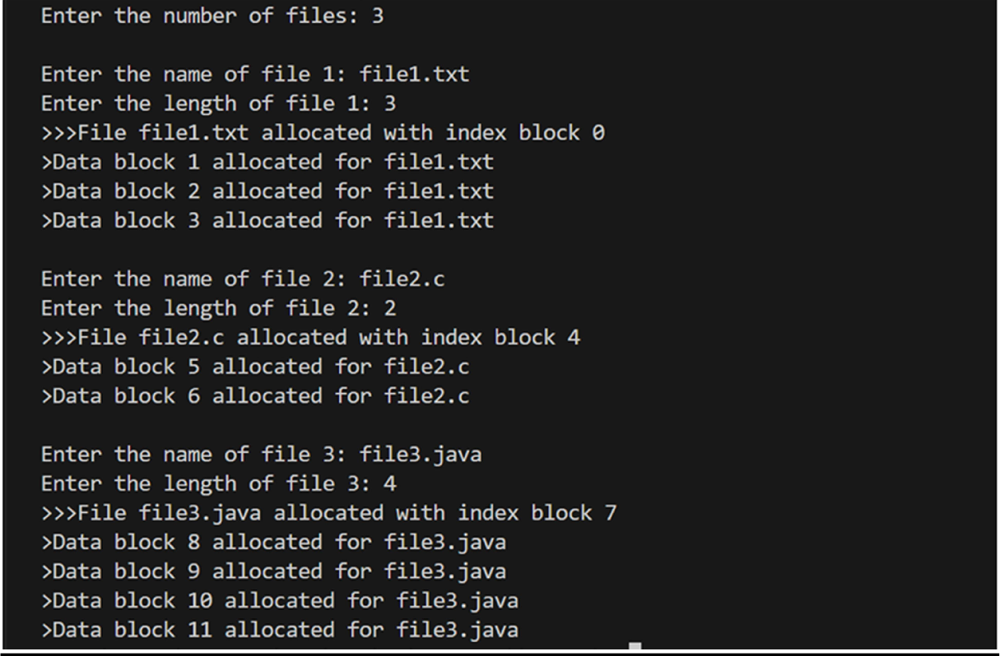 Enter the number of files: 3
Enter the name of file 1: file1.txt
Enter the length of file 1: 3
>>>File file1.txt allocated with index block 0
>Data block 1 allocated for file1.txt
>Data block 2 allocated for file1.txt
>Data block 3 allocated for file1.txt
Enter the name of file 2: file2.c
Enter the length of file 2: 2
>>>File file2.c allocated with index block 4
>Data block 5 allocated for file2.c
>Data block 6 allocated for file2.c
Enter the name of file 3: file3.java
Enter the length of file 3: 4
>>>File file3.java allocated with index block 7
>Data block 8 allocated for file3.java
>Data block 9 allocated for file3.java
>Data block 10 allocated for file3.java
>Data block 11 allocated for file3.java